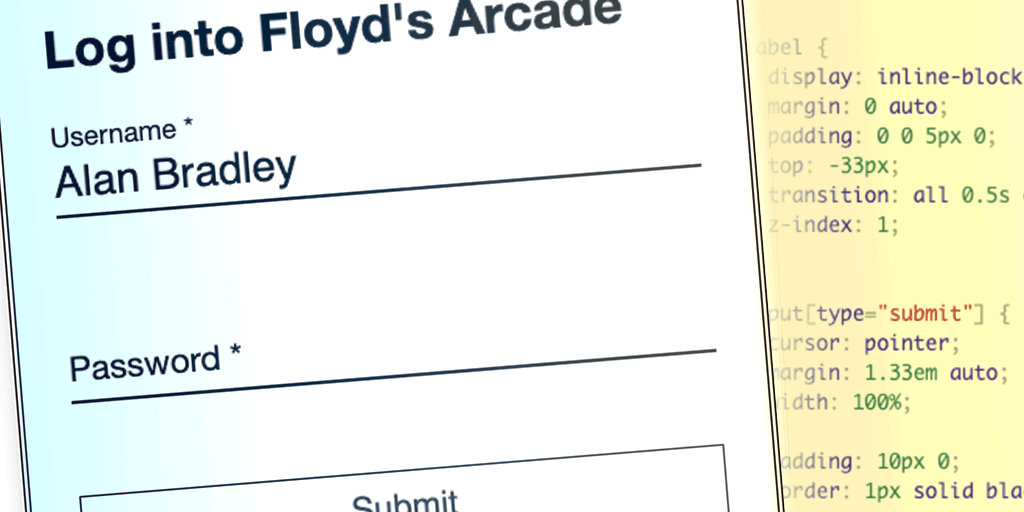 Log into Floyd's Arcade
Username *
Alan Bradley
Password *
Submit
abel {
display: inline-block
margin: 0 auto;
padding: 0 0 5px 0;
top: -33px;
transition: all 0.5s
z-index: 1;
put[type="submit"] {
cursor: pointer;
margin: 1.33em auto;
width: 100%;
adding: 10px 0;
order: 1px solid bla